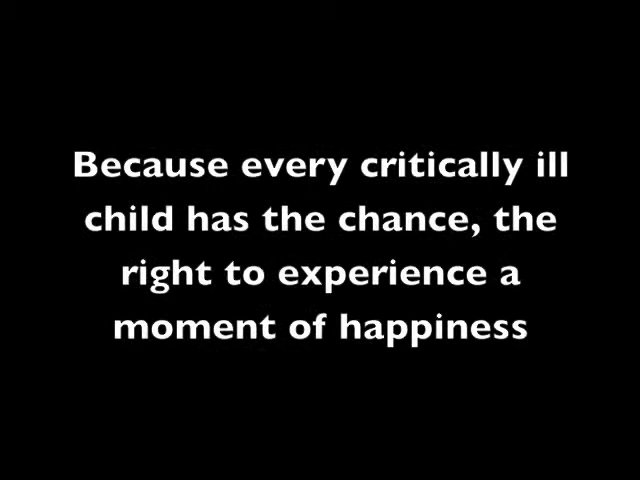 Because every critically ill
child has the chance, the
right to experience a
moment of happiness